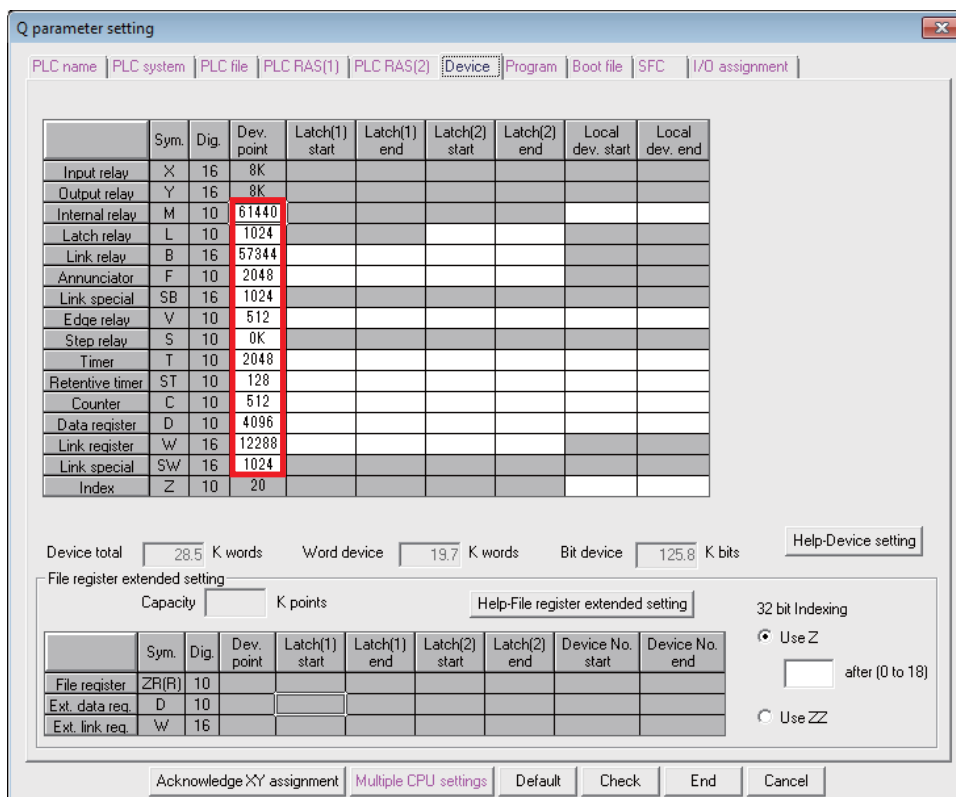 Q parameter setting
PLC name PLC system PLC file PLC RAS(1) PLC RAS(2) Device Program Boot file SFC I/O assignment
Sym. Dig. Dev. point Latch(1) start Latch(1) end Latch(2) start Latch(2) end Local dev. start Local dev. end
Input relay X 16 8K
Output relay Y 16 8K
Internal relay M 10 61440
Latch relay L 10 1024
Link relay B 16 57344
Annunciator F 10 2048
Link special SB 16 1024
Edge relay V 10 512
Step relay S 10 0K
Timer T 10 2048
Retentive timer ST 10 128
Counter C 10 512
Data register D 10 4096
Link register W 16 12288
Link special SW 16 1024
Index Z 10 20
Device total 28.5 K words Word device 19.7 K words Bit device 125.8 K bits Help-Device setting
File register extended setting
Capacity K points Help-File register extended setting
32 bit Indexing
Use Z
after (0 to 18)
Use ZZ
Sym. Dig. Dev. point Latch(1) start Latch(1) end Latch(2) start Latch(2) end Device No. start Device No. end
File register ZR(R) 10
Ext. data reg. D 10
Ext. link reg. W 16
Acknowledge XY assignment Multiple CPU settings Default Check End Cancel